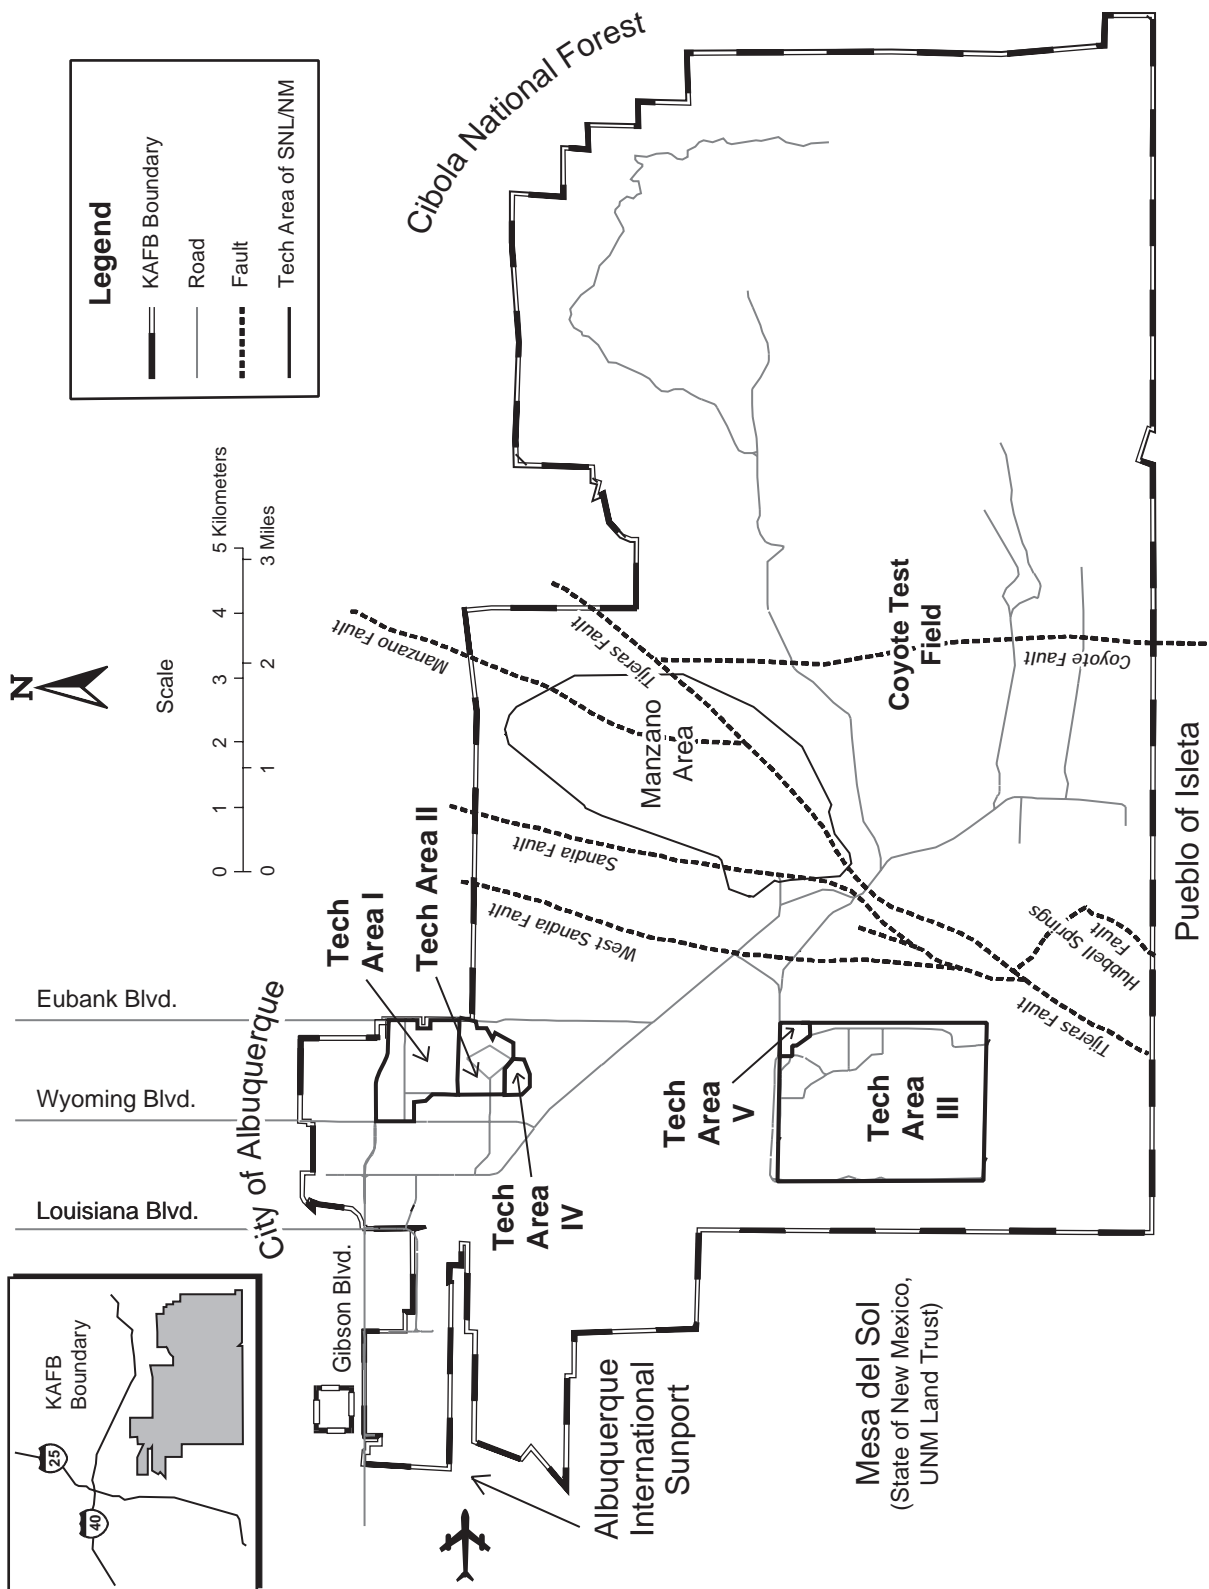 KAFB
Boundary
25
40
N
Scale
0
1
2
3
4
5 Kilometers
0
1
2
3 Miles
Legend
KAFB Boundary
Road
Fault
Tech Area of SNL/NM
Louisiana Blvd.
Wyoming Blvd.
Eubank Blvd.
City of Albuquerque
Gibson Blvd.
Cibola National Forest
Tech
Area I
Tech Area II
Tech
Area
IV
Manzano Fault
Tijeras Fault
Sandia Fault
West Sandia Fault
Manzano
Area
Albuquerque
International
Sunport
Tech
Area
V
Tech
Area
III
Coyote Test
Field
Coyote Fault
Hubbell Springs
Fault
Tijeras Fault
Mesa del Sol
(State of New Mexico,
UNM Land Trust)
Pueblo of Isleta